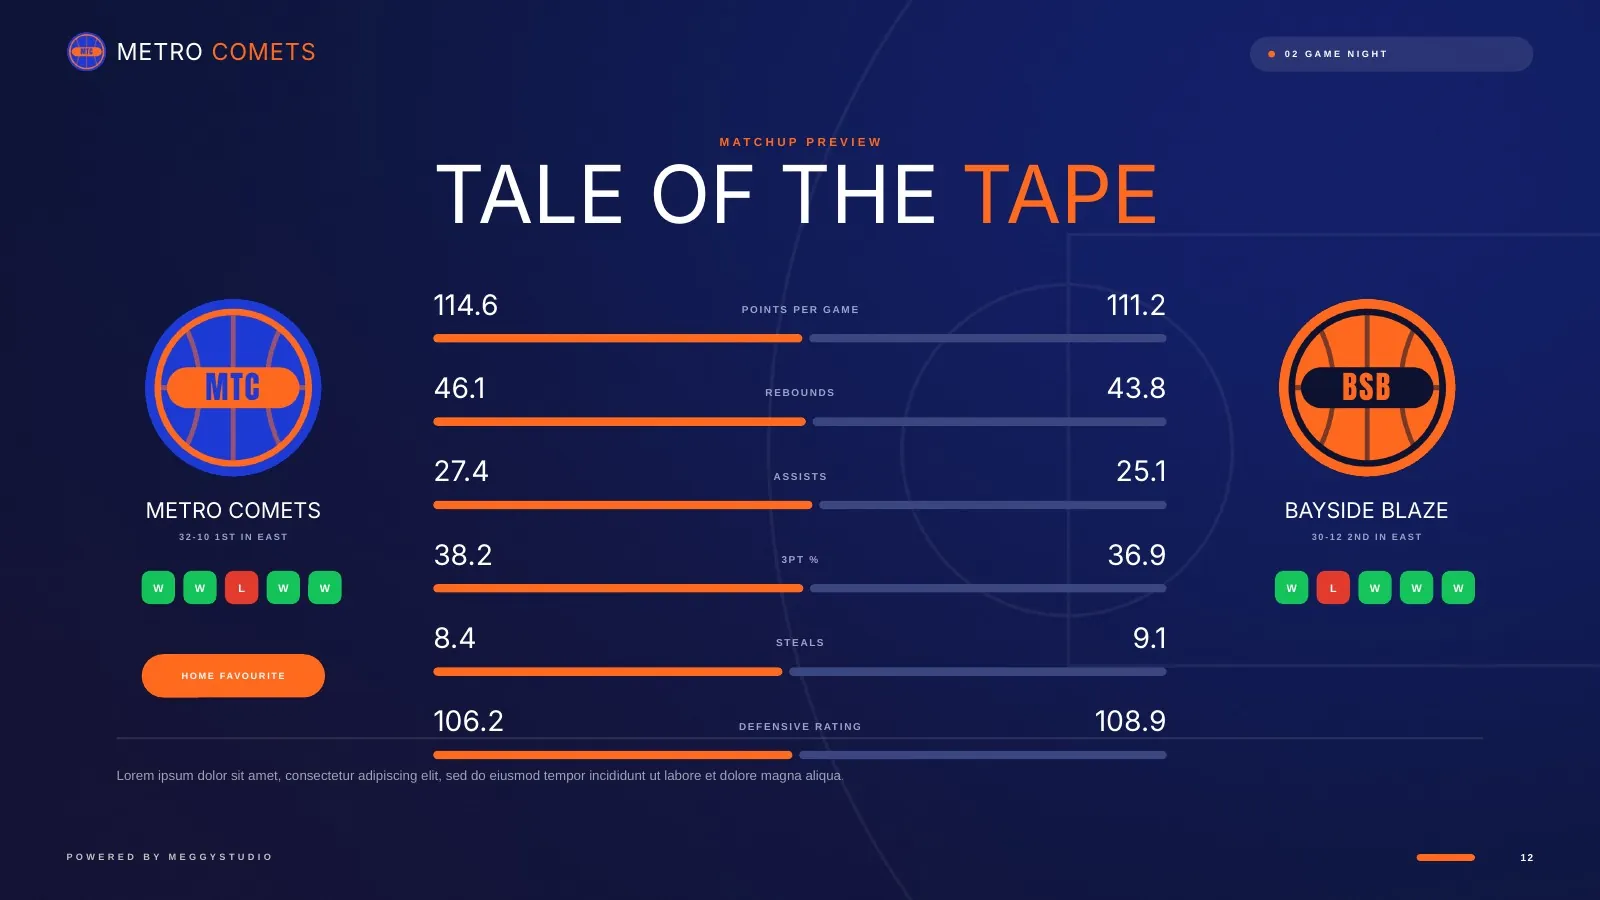 MTC
METRO COMETS
02 GAME NIGHT
MATCHUP PREVIEW
TALE OF THE TAPE
MTC
METRO COMETS
32-10 1ST IN EAST
W W L W W
HOME FAVOURITE
114.6 POINTS PER GAME 111.2
46.1 REBOUNDS 43.8
27.4 ASSISTS 25.1
38.2 3PT % 36.9
8.4 STEALS 9.1
106.2 DEFENSIVE RATING 108.9
BSB
BAYSIDE BLAZE
30-12 2ND IN EAST
W L W W W
Lorem ipsum dolor sit amet, consectetur adipiscing elit, sed do eiusmod tempor incididunt ut labore et dolore magna aliqua.
POWERED BY MEGGYSTUDIO
12